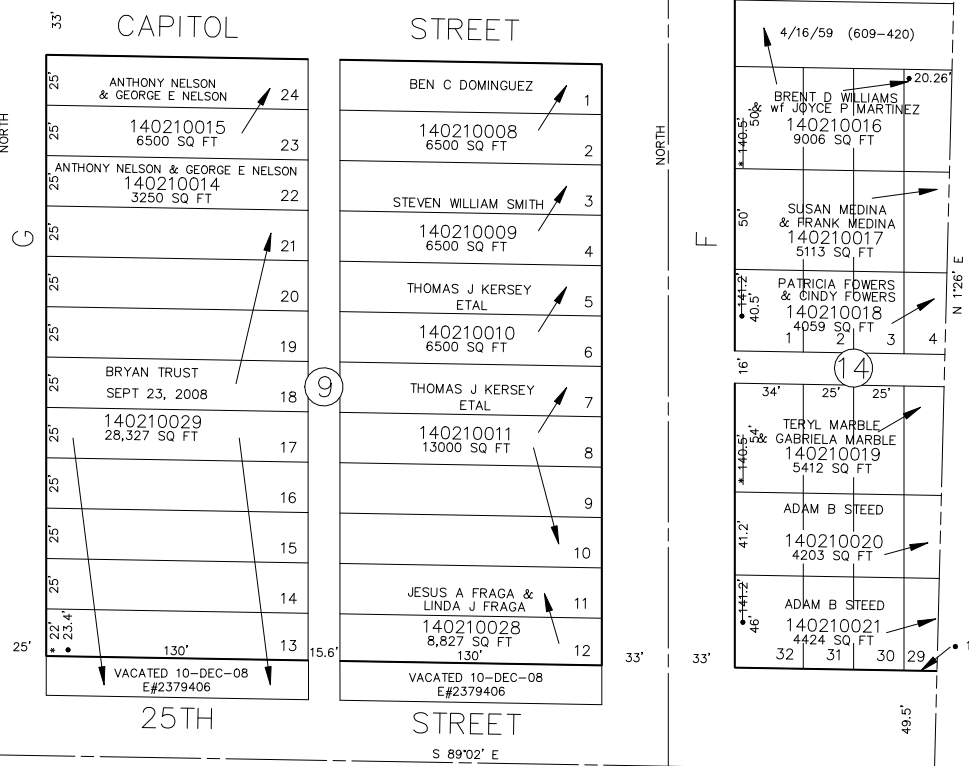 CAPITOL STREET
33'
NORTH
G
25'
ANTHONY NELSON
& GEORGE E NELSON
24
25'
140210015
6500 SQ FT
23
25'
ANTHONY NELSON & GEORGE E NELSON
140210014
3250 SQ FT
22
25'
21
25'
20
25'
19
25'
BRYAN TRUST
SEPT 23, 2008
18
25'
140210029
28,327 SQ FT
17
25'
16
25'
15
25'
14
* 22'
23.4'
25'
130'
13
15.6'
VACATED 10-DEC-08
E#2379406
9
BEN C DOMINGUEZ
1
140210008
6500 SQ FT
2
STEVEN WILLIAM SMITH
3
140210009
6500 SQ FT
4
THOMAS J KERSEY
ETAL
5
140210010
6500 SQ FT
6
THOMAS J KERSEY
ETAL
7
140210011
13000 SQ FT
8
9
10
JESUS A FRAGA &
LINDA J FRAGA
11
140210028
8,827 SQ FT
130'
12
VACATED 10-DEC-08
E#2379406
25TH STREET
S 89°02' E
33'
NORTH
F
33'
4/16/59 (609-420)
20.26'
BRENT D WILLIAMS
& wf JOYCE P MARTINEZ
50'
* 140.5'
140210016
9006 SQ FT
50'
SUSAN MEDINA
& FRANK MEDINA
140210017
5113 SQ FT
141.2'
40.5'
PATRICIA FOWERS
& CINDY FOWERS
140210018
4059 SQ FT
1 2 3 4
N 1°26' E
16'
14
34' 25' 25'
54'
* 140.5'
TERYL MARBLE
& GABRIELA MARBLE
140210019
5412 SQ FT
41.2'
ADAM B STEED
140210020
4203 SQ FT
141.2'
46'
ADAM B STEED
140210021
4424 SQ FT
32 31 30 29
1
49.5'